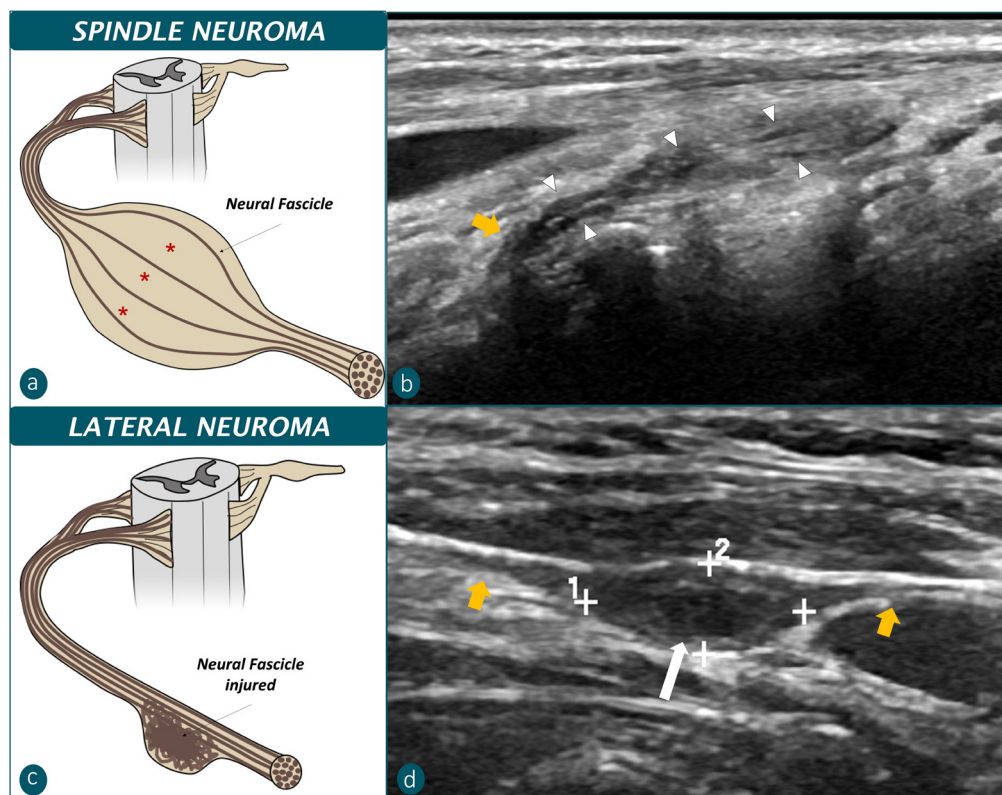 SPINDLE NEUROMA
Neural Fascicle
* * *
a
b
LATERAL NEUROMA
Neural Fascicle
injured
c
1
2
d